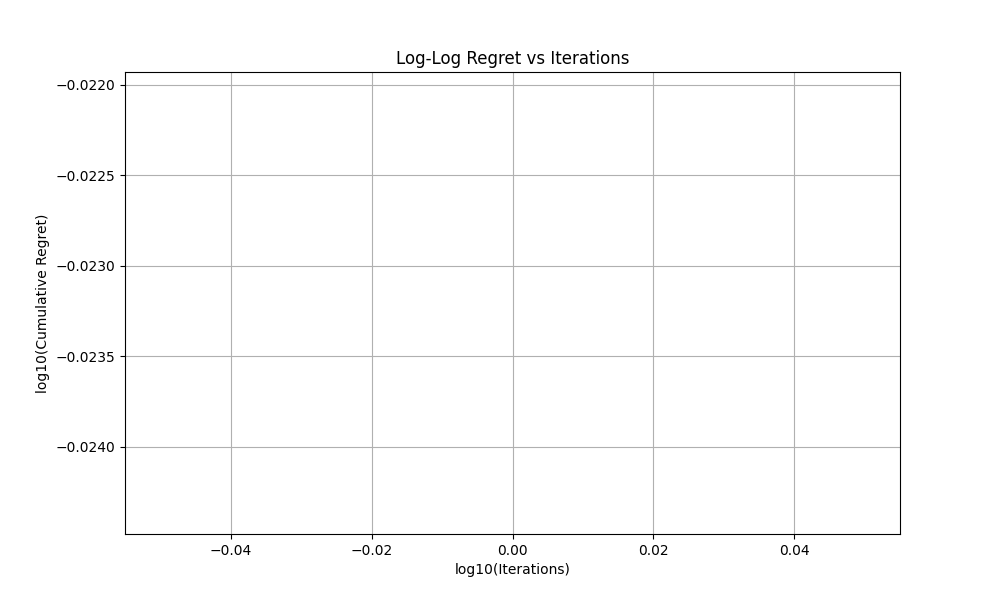 Log-Log Regret vs Iterations
−0.0220
−0.0225
−0.0230
−0.0235
−0.0240
log10(Cumulative Regret)
−0.04 −0.02 0.00 0.02 0.04
log10(Iterations)